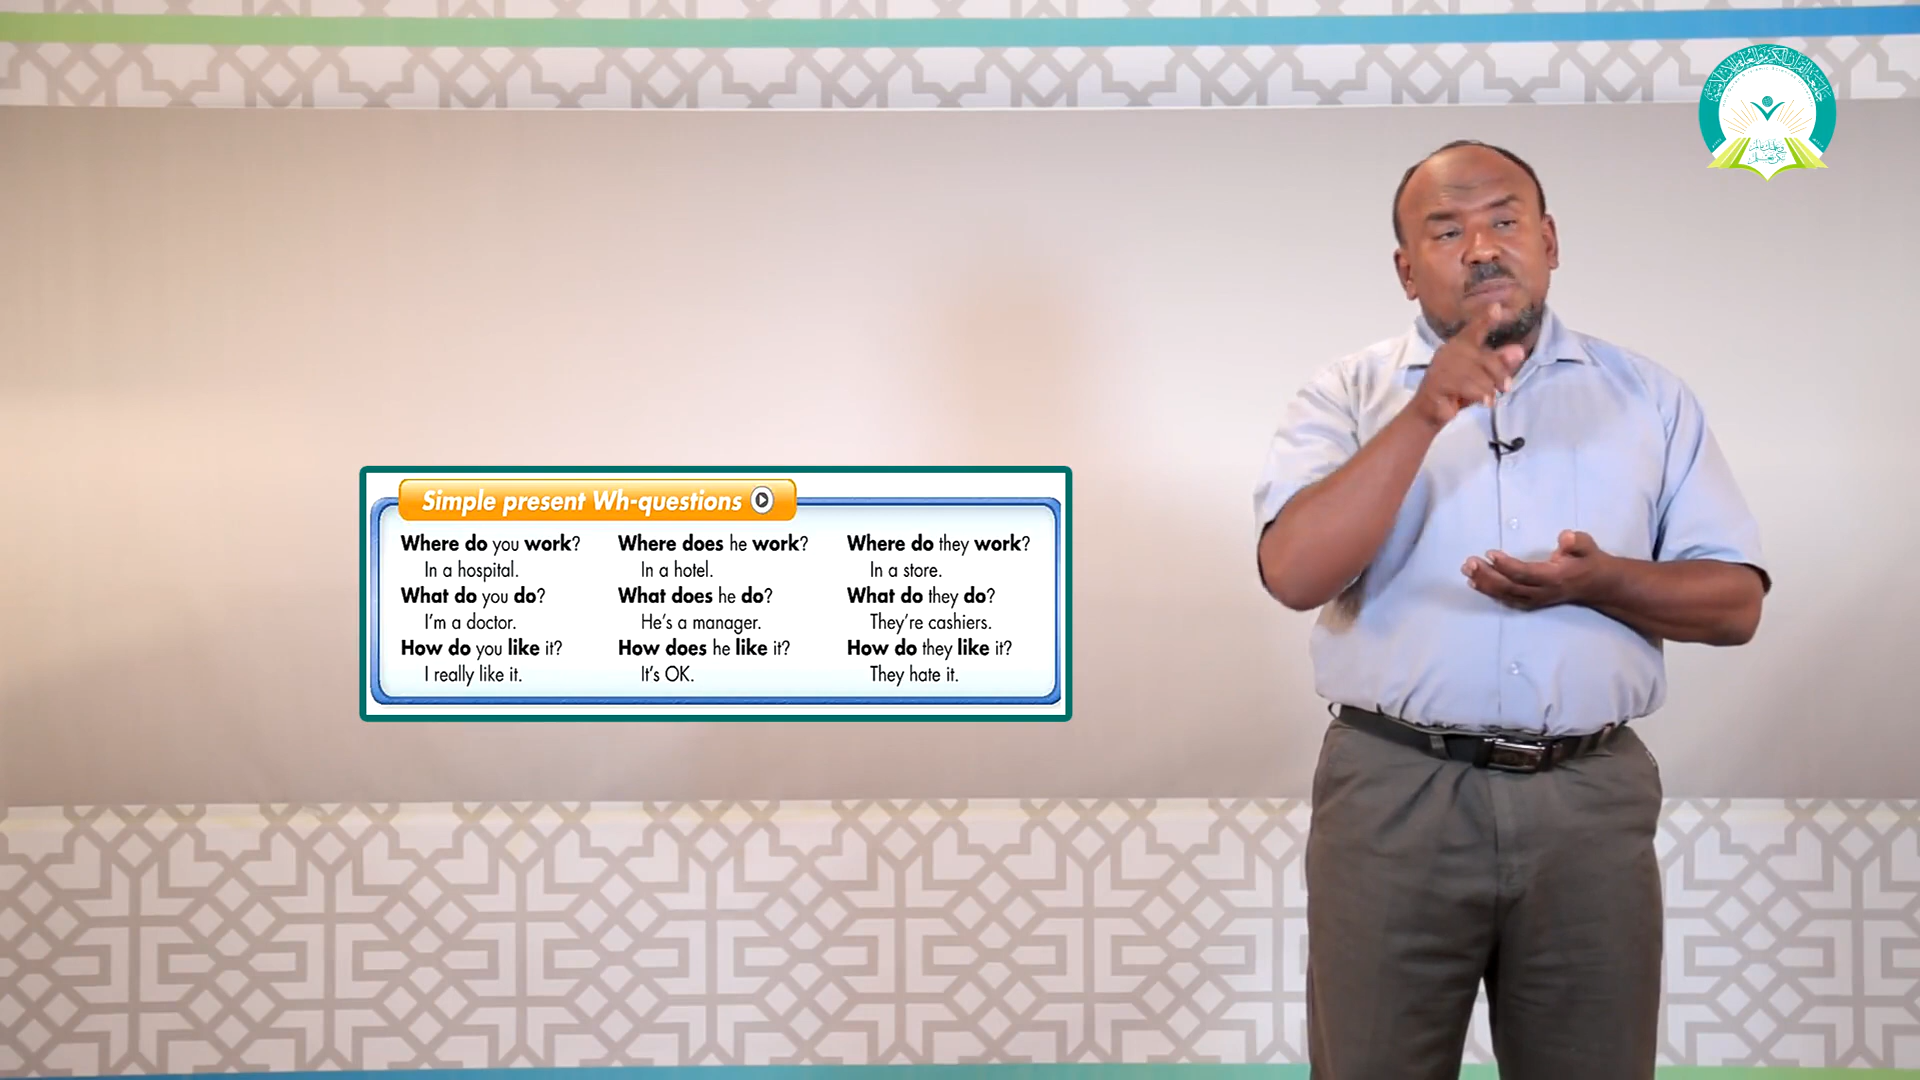 Simple present Wh-questions
Where do you work? Where does he work? Where do they work?
In a hospital. In a hotel. In a store.
What do you do? What does he do? What do they do?
I'm a doctor. He's a manager. They're cashiers.
How do you like it? How does he like it? How do they like it?
I really like it. It's OK. They hate it.